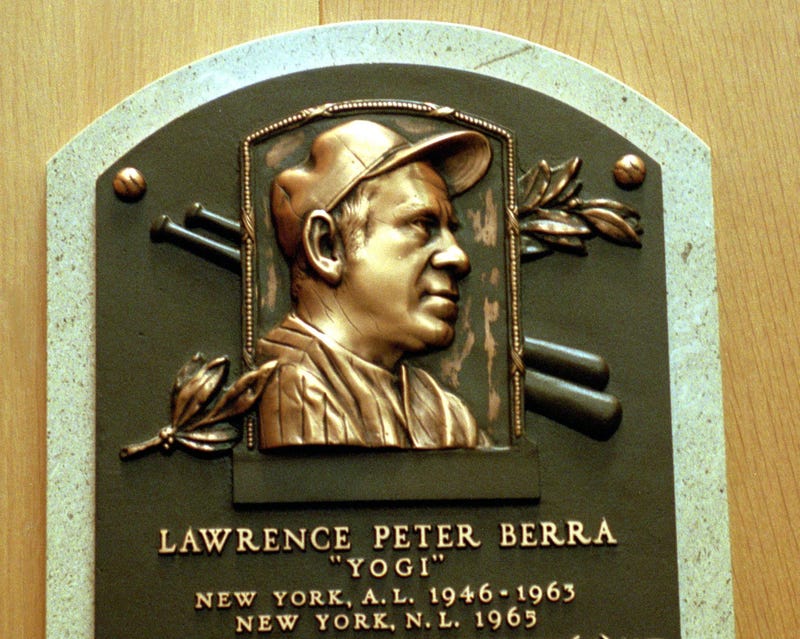 LAWRENCE PETER BERRA
"YOGI"
NEW YORK, A.L. 1946-1963
NEW YORK, N.L. 1965